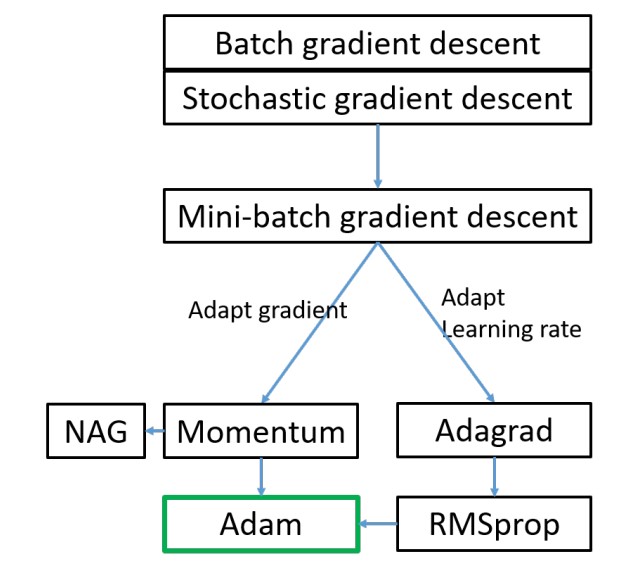 Batch gradient descent
Stochastic gradient descent
Mini-batch gradient descent
Adapt gradient
Adapt
Learning rate
NAG
Momentum
Adagrad
Adam
RMSprop